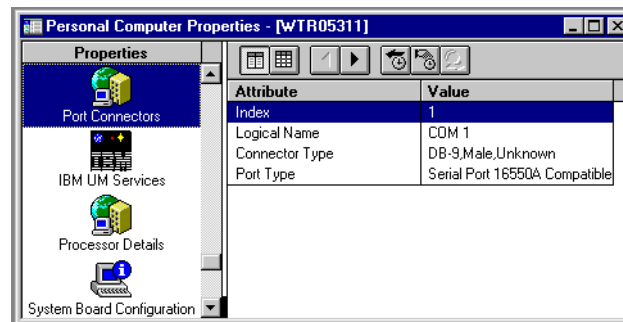 Personal Computer Properties - [WTR05311]
Properties
Port Connectors
IBM UM Services
Processor Details
System Board Configuration
Attribute Value
Index 1
Logical Name COM 1
Connector Type DB-9,Male,Unknown
Port Type Serial Port 16550A Compatible